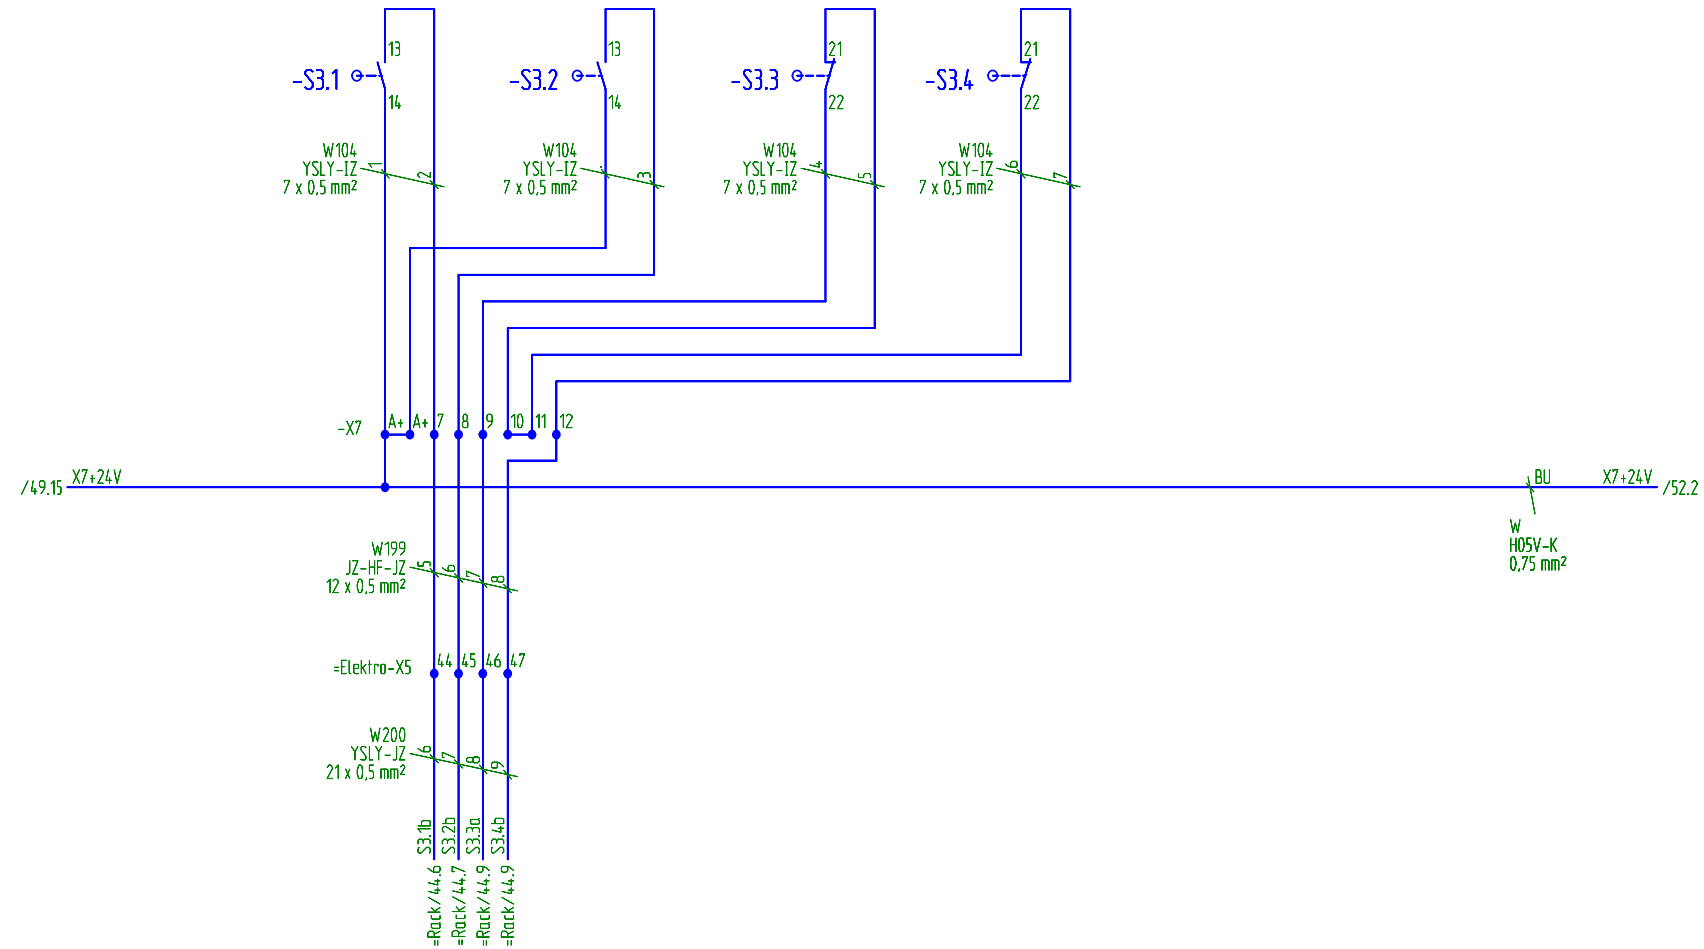 13
13
21
21
-S3.1
-S3.2
-S3.3
-S3.4
14
14
22
22
W104
YSLY-IZ
7 x 0,5 mm²
1
2
W104
YSLY-IZ
7 x 0,5 mm²
3
W104
YSLY-IZ
7 x 0,5 mm²
4
5
W104
YSLY-IZ
7 x 0,5 mm²
6
7
-X7
A+
A+
7
8
9
10
11
12
/49.15
X7+24V
BU
X7+24V
/52.2
W
H05V-K
0,75 mm²
W199
JZ-HF-JZ
12 x 0,5 mm²
5
6
7
8
=Elektro-X5
44
45
46
47
W200
YSLY-JZ
21 x 0,5 mm²
6
7
8
9
S3.1b
S3.2b
S3.3a
S3.4b
=Rack/44.6
=Rack/44.7
=Rack/44.9
=Rack/44.9